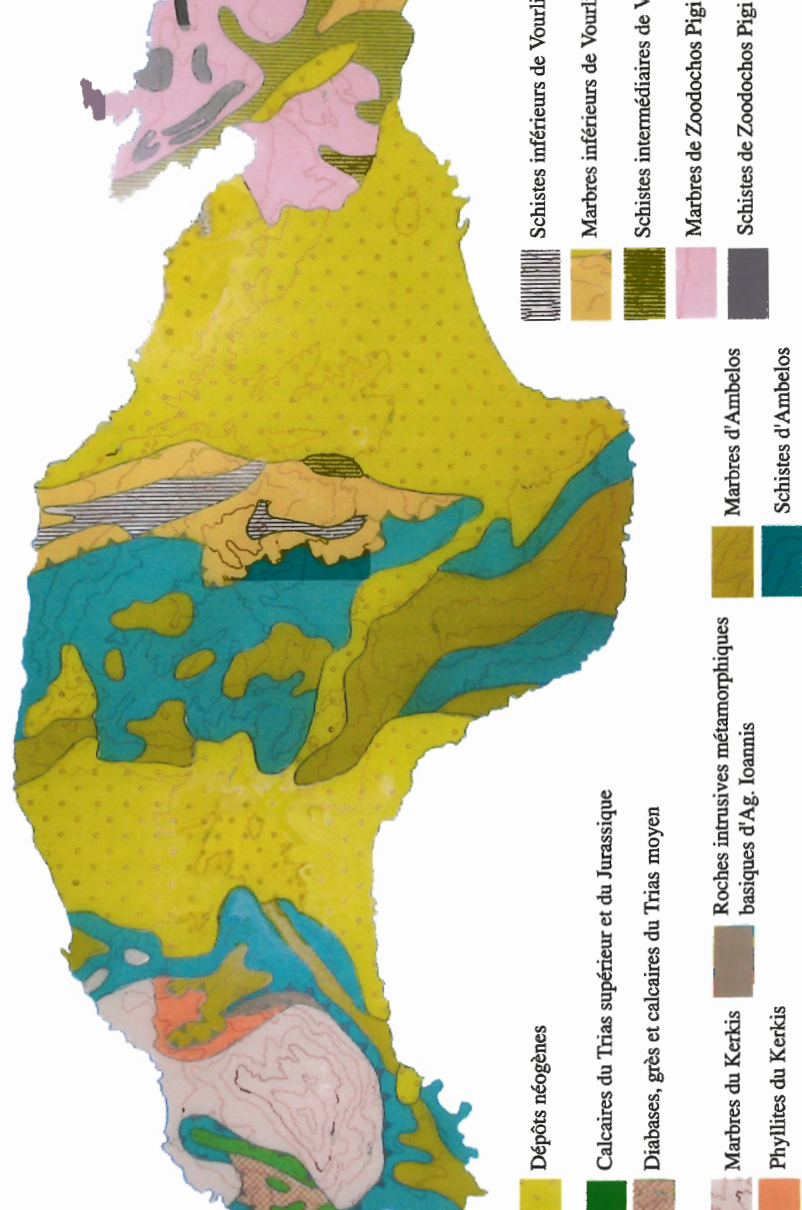 Dépôts néogènes
Calcaires du Trias supérieur et du Jurassique
Diabases, grès et calcaires du Trias moyen
Marbres du Kerkis
Phyllites du Kerkis
Roches intrusives métamorphiques
basiques d'Ag. Ioannis
Marbres d'Ambelos
Schistes d'Ambelos
Schistes inférieurs de Vourli
Marbres inférieurs de Vourl
Schistes intermédiaires de V
Marbres de Zoodochos Pigi
Schistes de Zoodochos Pigi